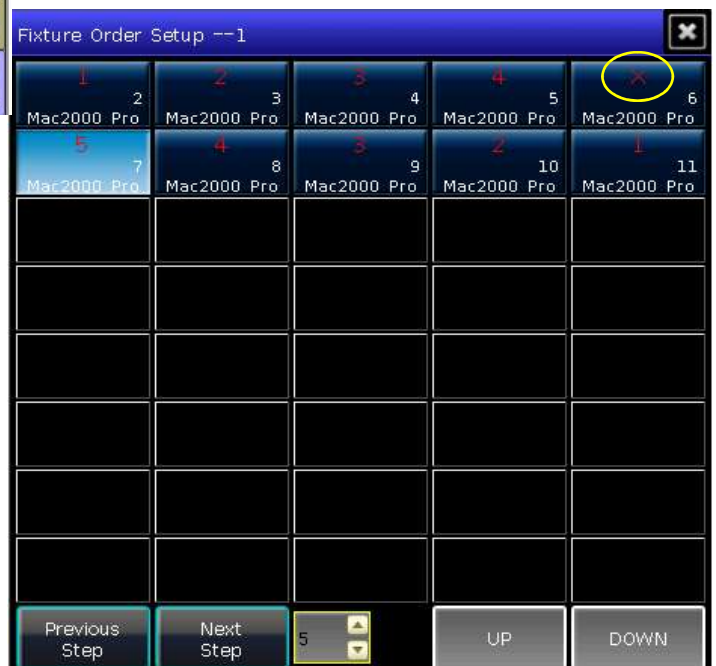 Fixture Order Setup --1
1 2 3 4 X
2 3 4 5 6
Mac2000 Pro Mac2000 Pro Mac2000 Pro Mac2000 Pro Mac2000 Pro
5 4 3 2 1
7 8 9 10 11
Mac2000 Pro Mac2000 Pro Mac2000 Pro Mac2000 Pro Mac2000 Pro
Previous Next
Step Step 5 UP DOWN